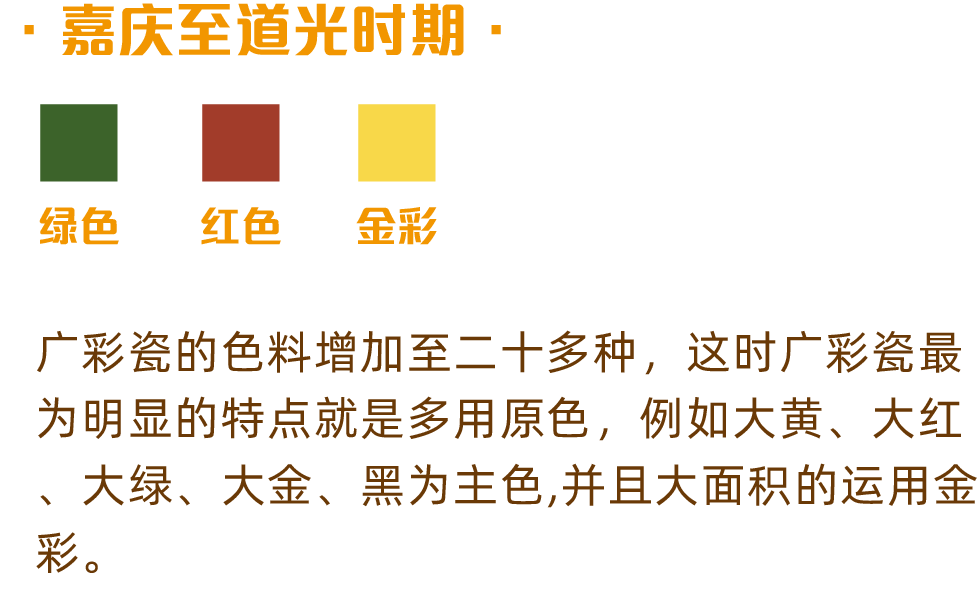 · 嘉庆至道光时期 ·
绿色 红色 金彩
广彩瓷的色料增加至二十多种，这时广彩瓷最
为明显的特点就是多用原色，例如大黄、大红
、大绿、大金、黑为主色,并且大面积的运用金
彩。